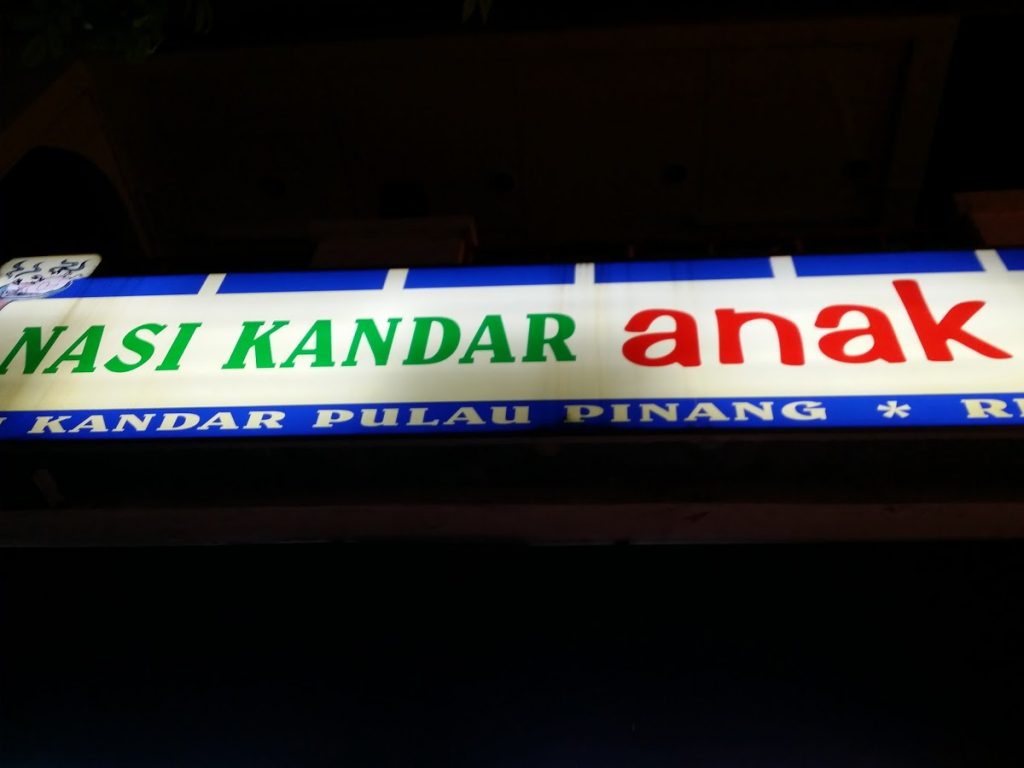 NASI KANDAR anak
KANDAR PULAU PINANG *